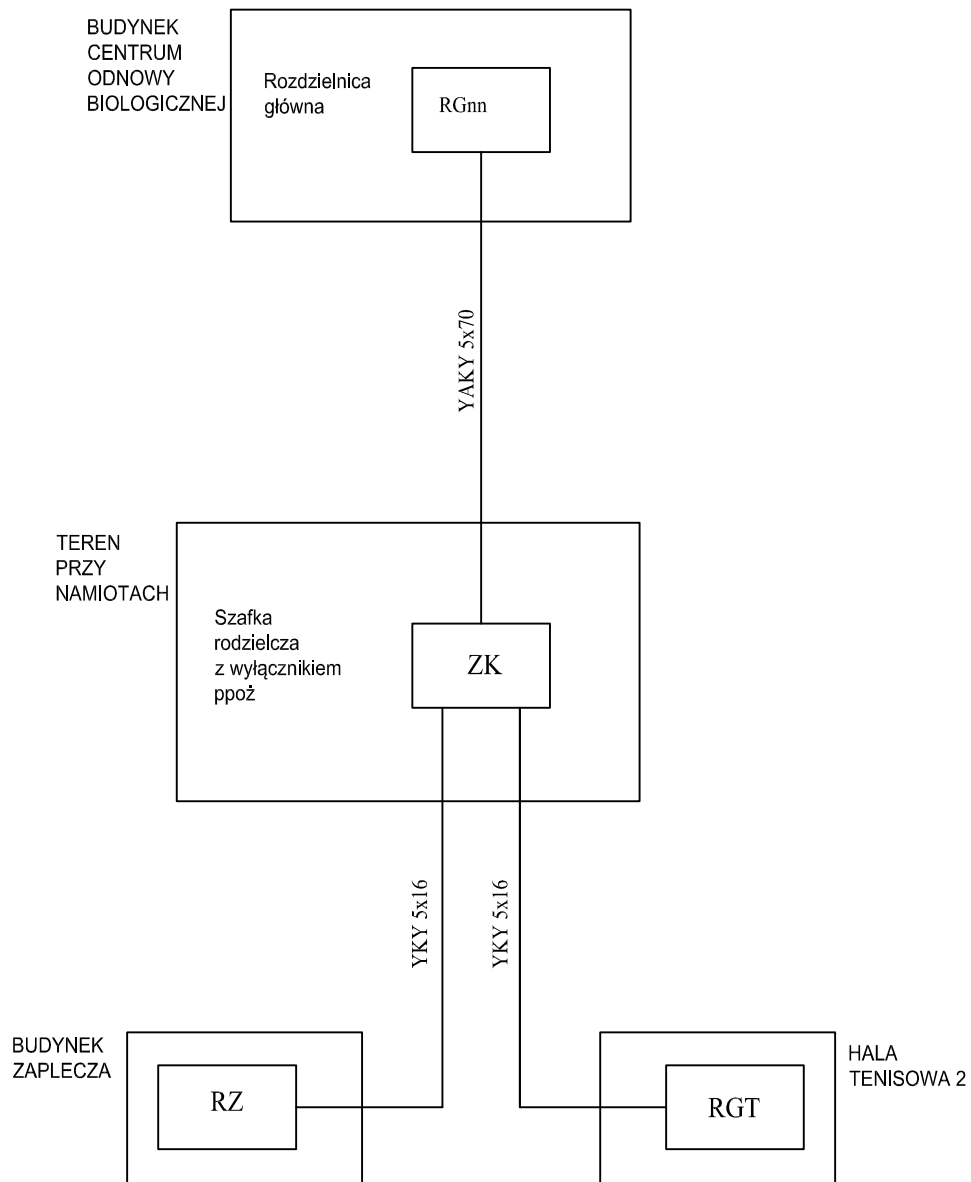 BUDYNEK
CENTRUM
ODNOWY
BIOLOGICZNEJ
Rozdzielnica
główna
RGnn
YAKY 5x70
TEREN
PRZY
NAMIOTACH
Szafka
rodzielcza
z wyłącznikiem
ppoż
ZK
YKY 5x16
YKY 5x16
BUDYNEK
ZAPLECZA
RZ
RGT
HALA
TENISOWA 2